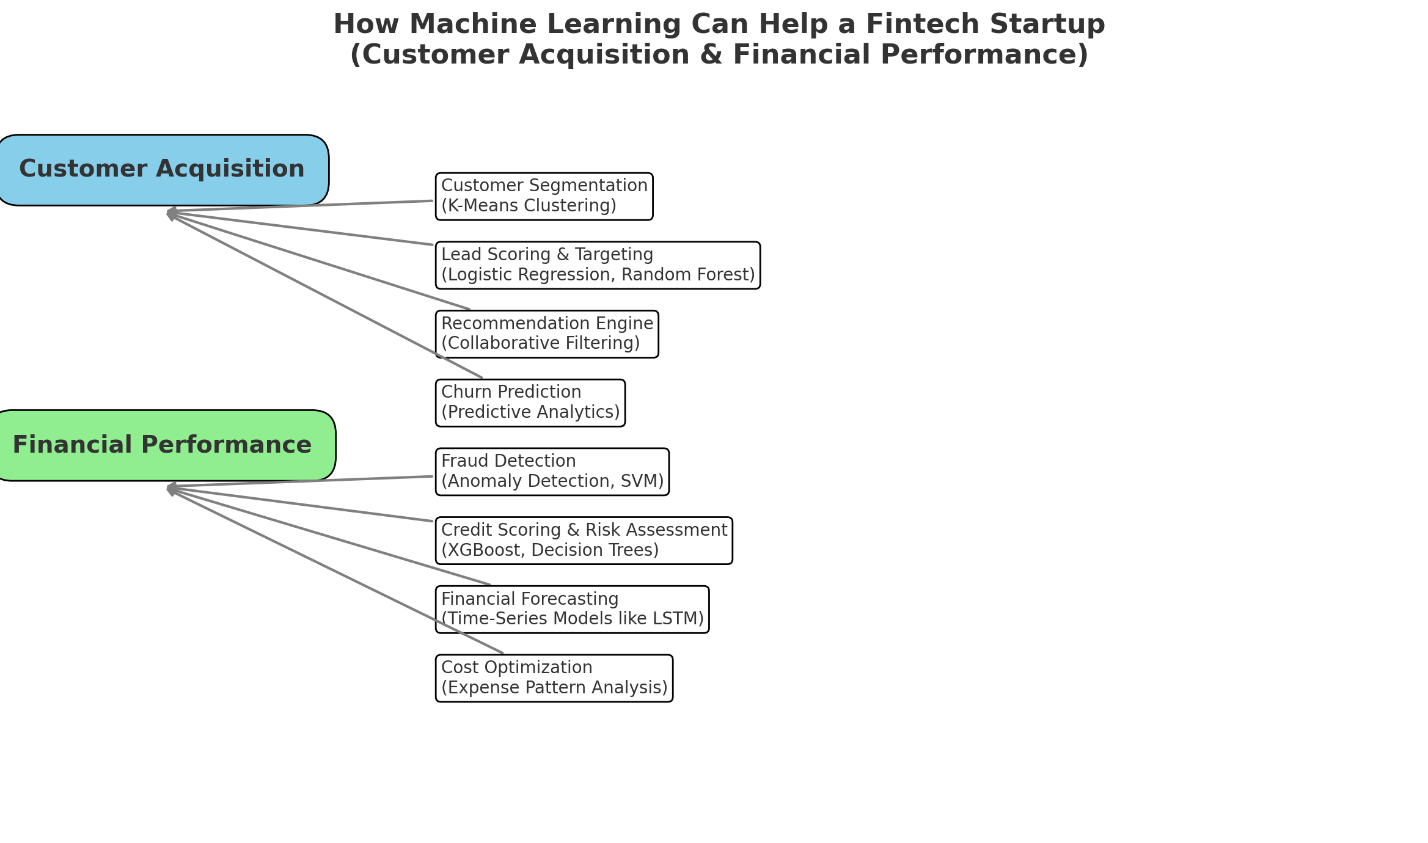 How Machine Learning Can Help a Fintech Startup
(Customer Acquisition & Financial Performance)
Customer Acquisition
Customer Segmentation
(K-Means Clustering)
Lead Scoring & Targeting
(Logistic Regression, Random Forest)
Recommendation Engine
(Collaborative Filtering)
Churn Prediction
(Predictive Analytics)
Financial Performance
Fraud Detection
(Anomaly Detection, SVM)
Credit Scoring & Risk Assessment
(XGBoost, Decision Trees)
Financial Forecasting
(Time-Series Models like LSTM)
Cost Optimization
(Expense Pattern Analysis)